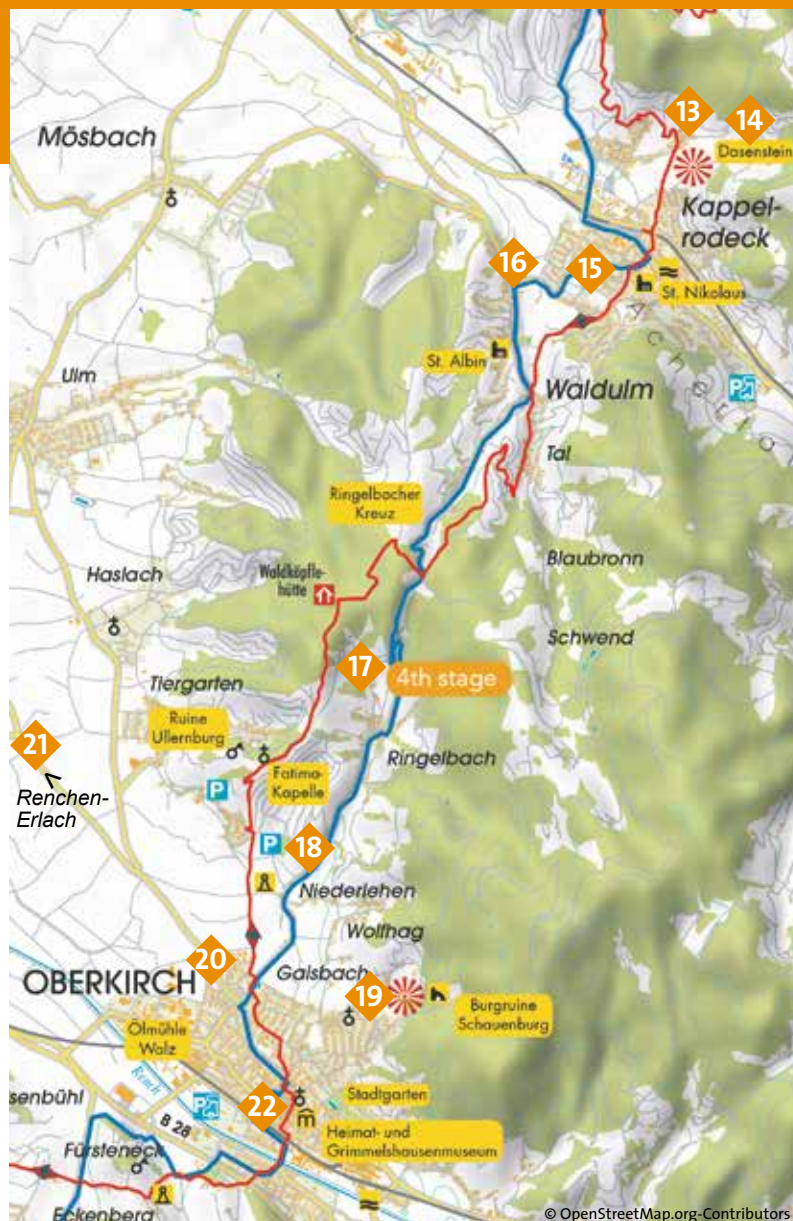 13
14
Dasenstein
Mösbach
Kappel-
rodeck
16
15
St. Nikolaus
St. Albin
Ulm
Waldulm
Tal
Ringelbacher
Kreuz
Blaubronn
Haslach
Waldköpfle-
hütte
Schwend
17
4th stage
Tiergarten
Ruine
Ullernburg
21
Ringelbach
Fatima-
Kapelle
Renchen-
Erlach
P
P
18
Niederlehen
Wolfhag
20
OBERKIRCH
Galsbach
19
Burgruine
Schauenburg
Ölmühle
Walz
Rench
senbühl
Stadtgarten
22
B 28
Heimat- und
Grimmelshausenmuseum
Fürsteneck
Eckenberg
© OpenStreetMap.org-Contributors